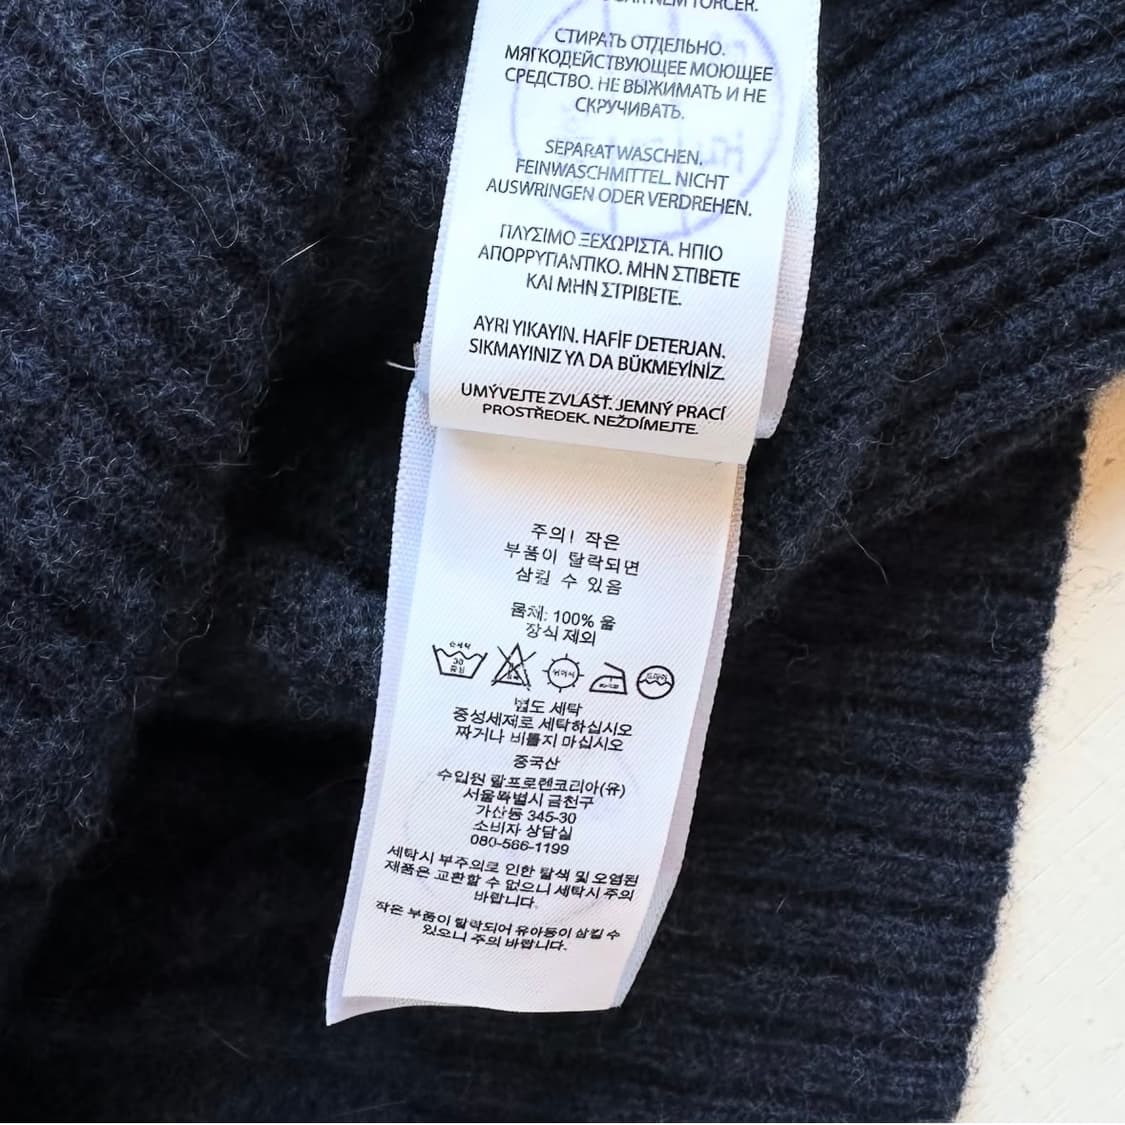 NEM TORCER.
СТИРАТЬ ОТДЕЛЬНО.
МЯГКОДЕЙСТВУЮЩЕЕ МОЮЩЕЕ
СРЕДСТВО. НЕ ВЫЖИМАТЬ И НЕ
СКРУЧИВАТЬ.
SEPARAT WASCHEN.
FEINWASCHMITTEL. NICHT
AUSWRINGEN ODER VERDREHEN.
ΠΛΥΣΙΜΟ ΞΕΧΩΡΙΣΤΑ. ΗΠΙΟ
ΑΠΟΡΡΥΠΑΝΤΙΚΟ. ΜΗΝ ΣΤΙΒΕΤΕ
ΚΑΙ ΜΗΝ ΣΤΡΙΒΕΤΕ.
AYRI YIKAYIN. HAFİF DETERJAN.
SIKMAYINIZ YA DA BÜKMEYİNİZ.
UMÝVEJTE ZVLÁŠŤ. JEMNÝ PRACÍ
PROSTŘEDEK. NEŽDÍMEJTE.
주의! 작은
부품이 탈락되면
삼킬 수 있음
몸체: 100% 울
장식 제외
30
중성
별도 세탁
중성세제로 세탁하십시오
짜거나 비틀지 마십시오
중국산
수입원 랄프로렌코리아(유)
서울특별시 금천구
가산동 345-30
소비자 상담실
080-566-1199
세탁시 부주의로 인한 탈색 및 오염된
제품은 교환할 수 없으니 세탁시 주의
바랍니다.
작은 부품이 탈락되어 유아동이 삼킬 수
있으니 주의 바랍니다.